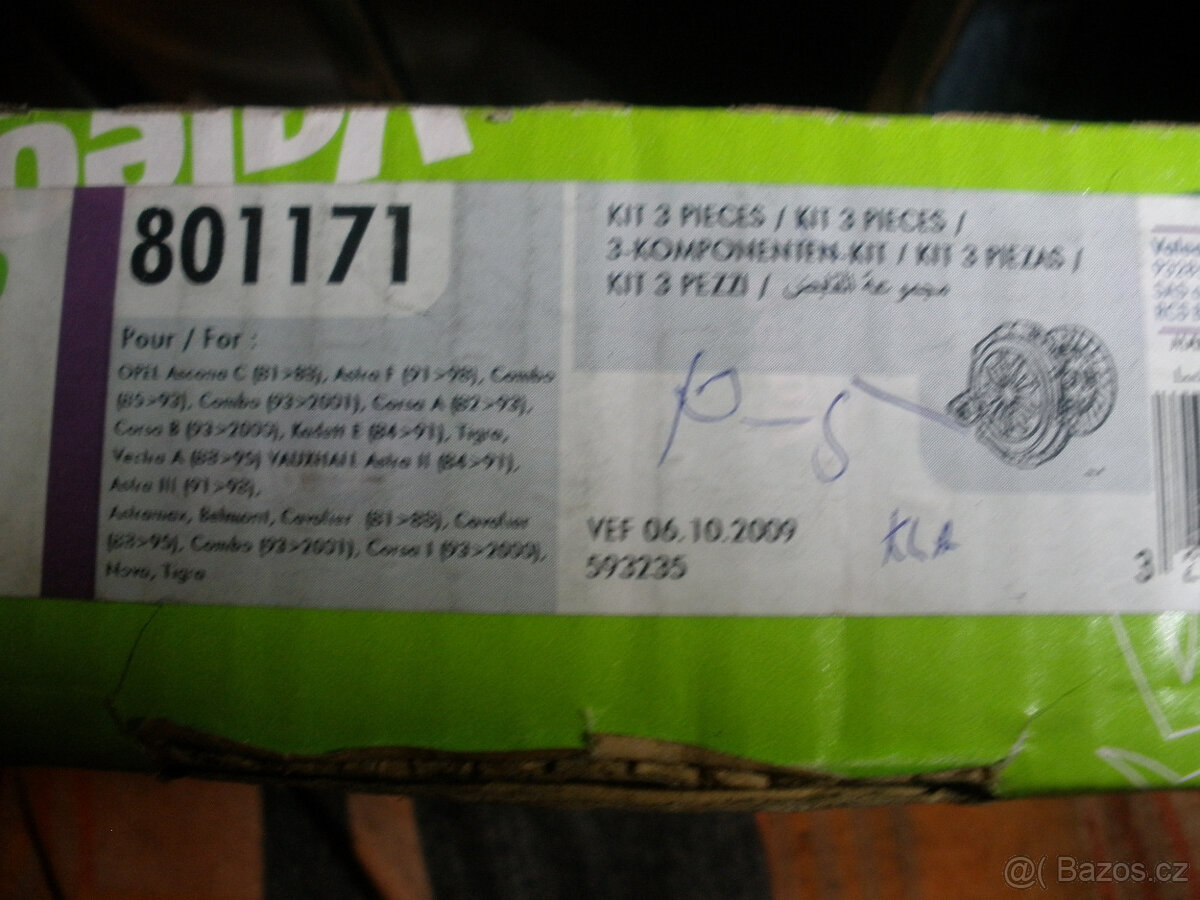 Valeo
801171
Pour / For :
OPEL Ascona C (81>88), Astra F (91>98), Combo
(85>93), Combo (93>2001), Corsa A (82>93),
Corsa B (93>2000), Kadett E (84>91), Tigra,
Vectra A (88>95) VAUXHALL Astra II (84>91),
Astra III (91>98),
Astramax, Belmont, Cavalier (81>88), Cavalier
(88>95), Combo (93>2001), Corsa I (93>2000),
Nova, Tigra
KIT 3 PIECES / KIT 3 PIECES /
3-KOMPONENTEN-KIT / KIT 3 PIEZAS /
KIT 3 PEZZI /
VEF 06.10.2009
593235
Valeo
3
@( Bazos.cz